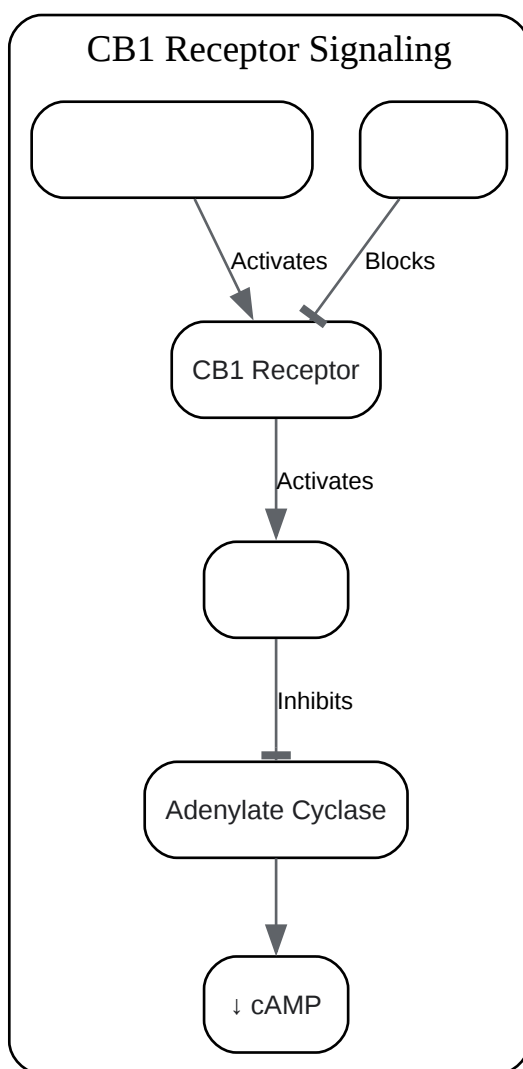 CB1 Receptor Signaling
Activates
Blocks
CB1 Receptor
Activates
Inhibits
Adenylate Cyclase
↓ cAMP